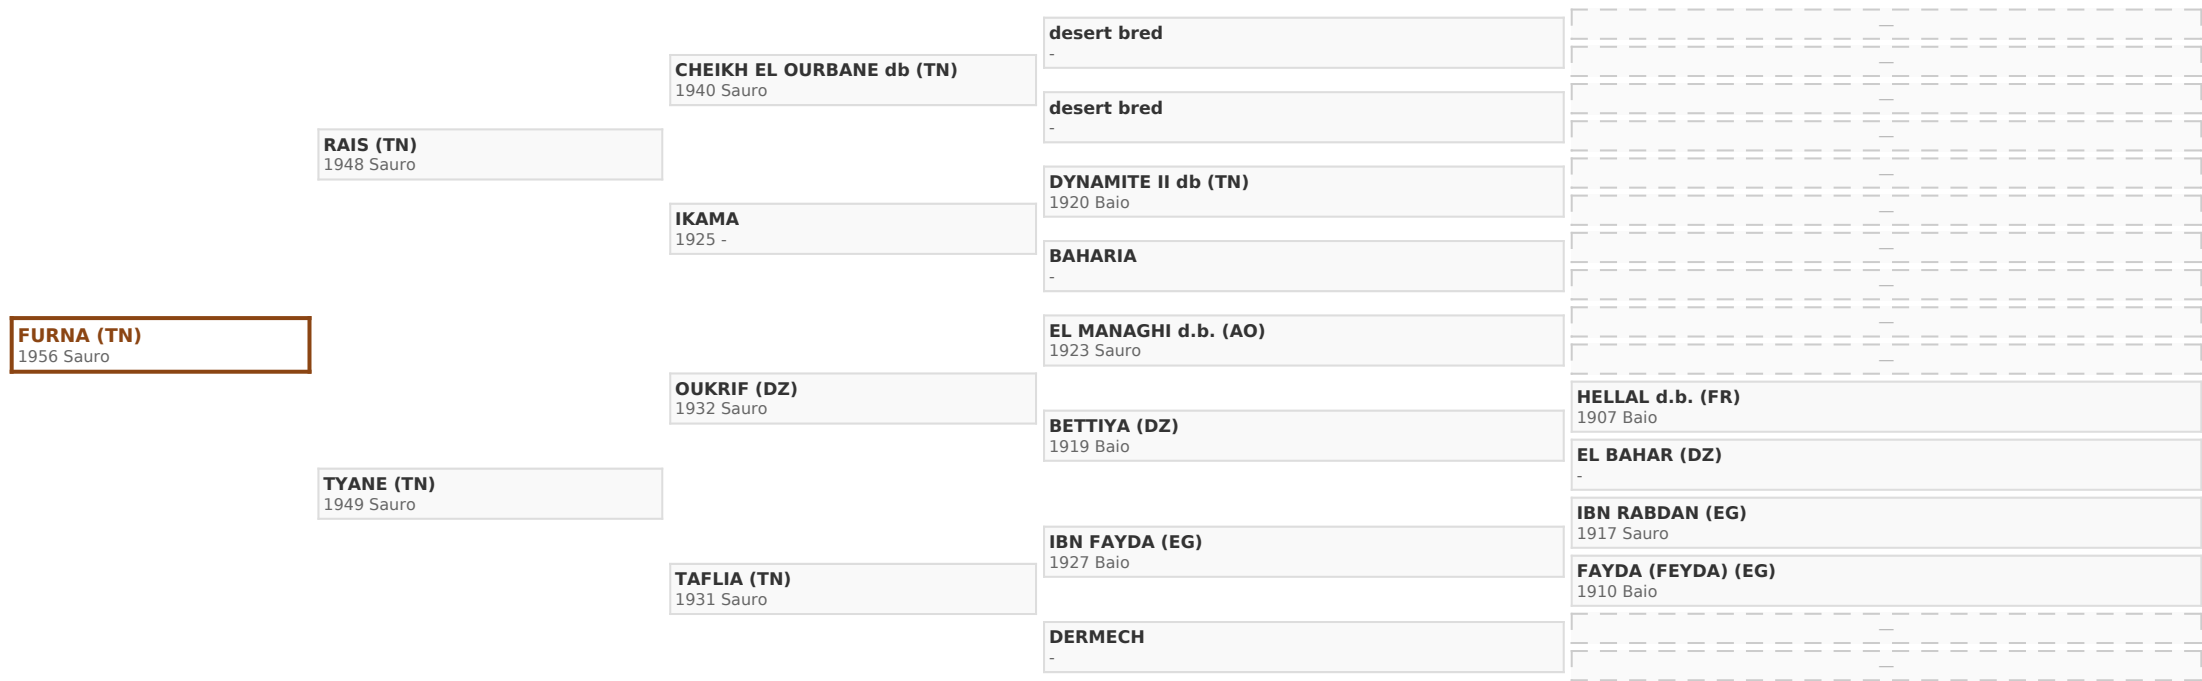 FURNA (TN)
1956 Sauro
RAIS (TN)
1948 Sauro
TYANE (TN)
1949 Sauro
CHEIKH EL OURBANE db (TN)
1940 Sauro
IKAMA
1925 -
OUKRIF (DZ)
1932 Sauro
TAFLIA (TN)
1931 Sauro
desert bred
-
desert bred
-
DYNAMITE II db (TN)
1920 Baio
BAHARIA
-
EL MANAGHI d.b. (AO)
1923 Sauro
BETTIYA (DZ)
1919 Baio
IBN FAYDA (EG)
1927 Baio
DERMECH
-
—
—
—
—
—
—
—
—
—
—
HELLAL d.b. (FR)
1907 Baio
EL BAHAR (DZ)
-
IBN RABDAN (EG)
1917 Sauro
FAYDA (FEYDA) (EG)
1910 Baio
—
—